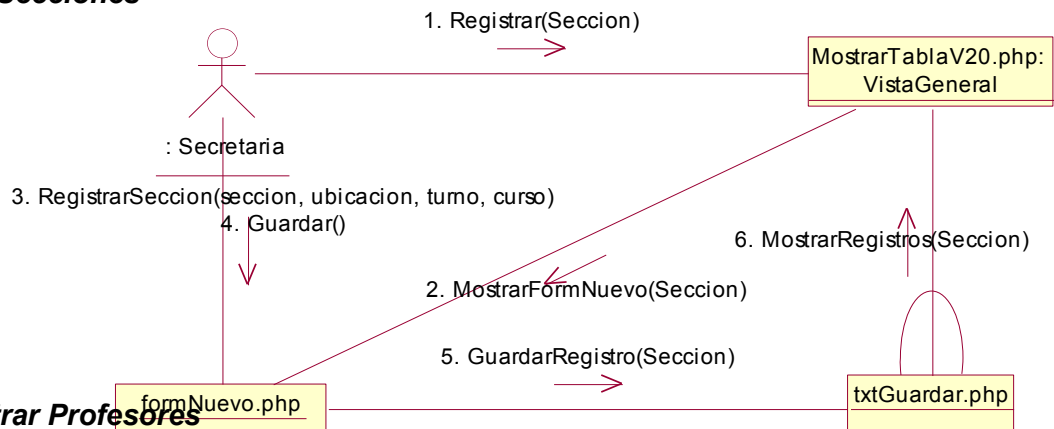 Secciones
1. Registrar(Seccion)
MostrarTablaV20.php:
VistaGeneral
: Secretaria
3. RegistrarSeccion(seccion, ubicacion, turno, curso)
4. Guardar()
6. MostrarRegistros(Seccion)
2. MostrarFormNuevo(Seccion)
5. GuardarRegistro(Seccion)
formNuevo.php
txtGuardar.php
trar Profesores